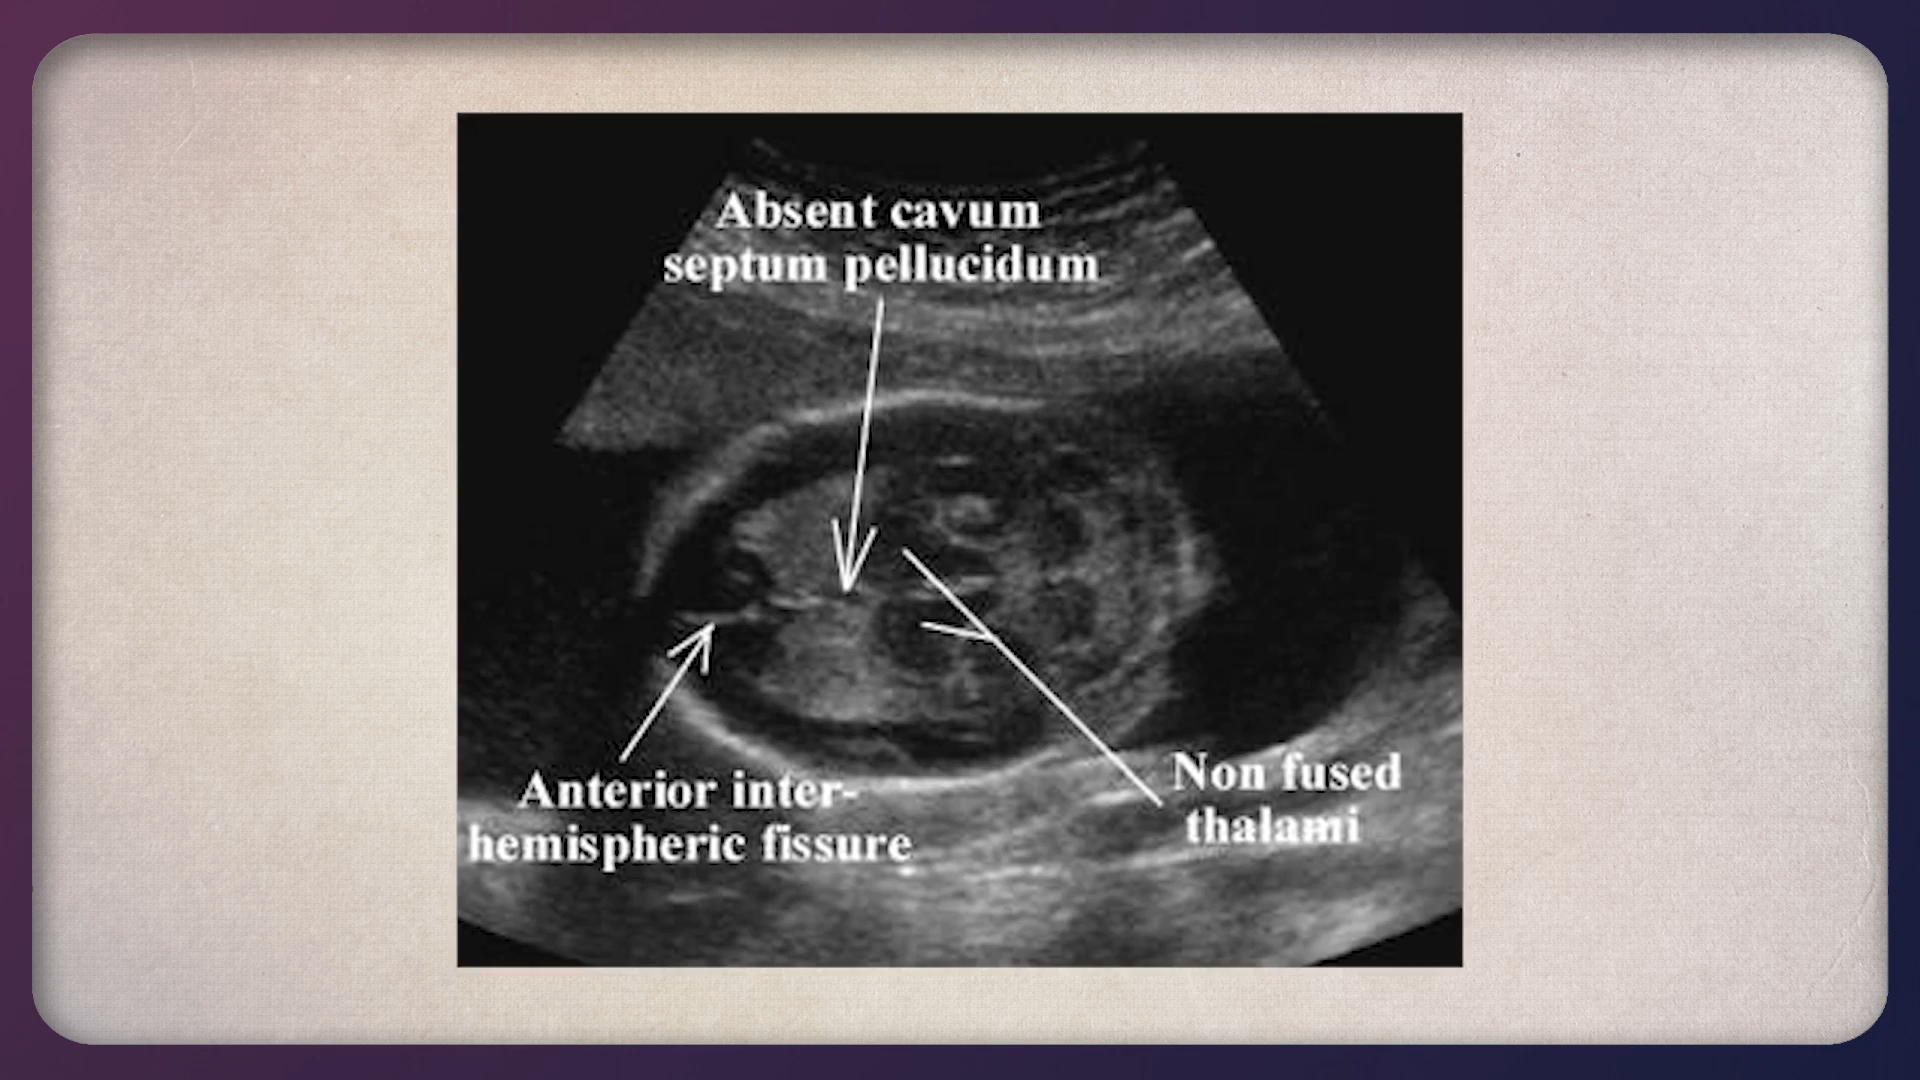 Absent cavum
septum pellucidum
Anterior inter-
hemispheric fissure
Non fused
thalami